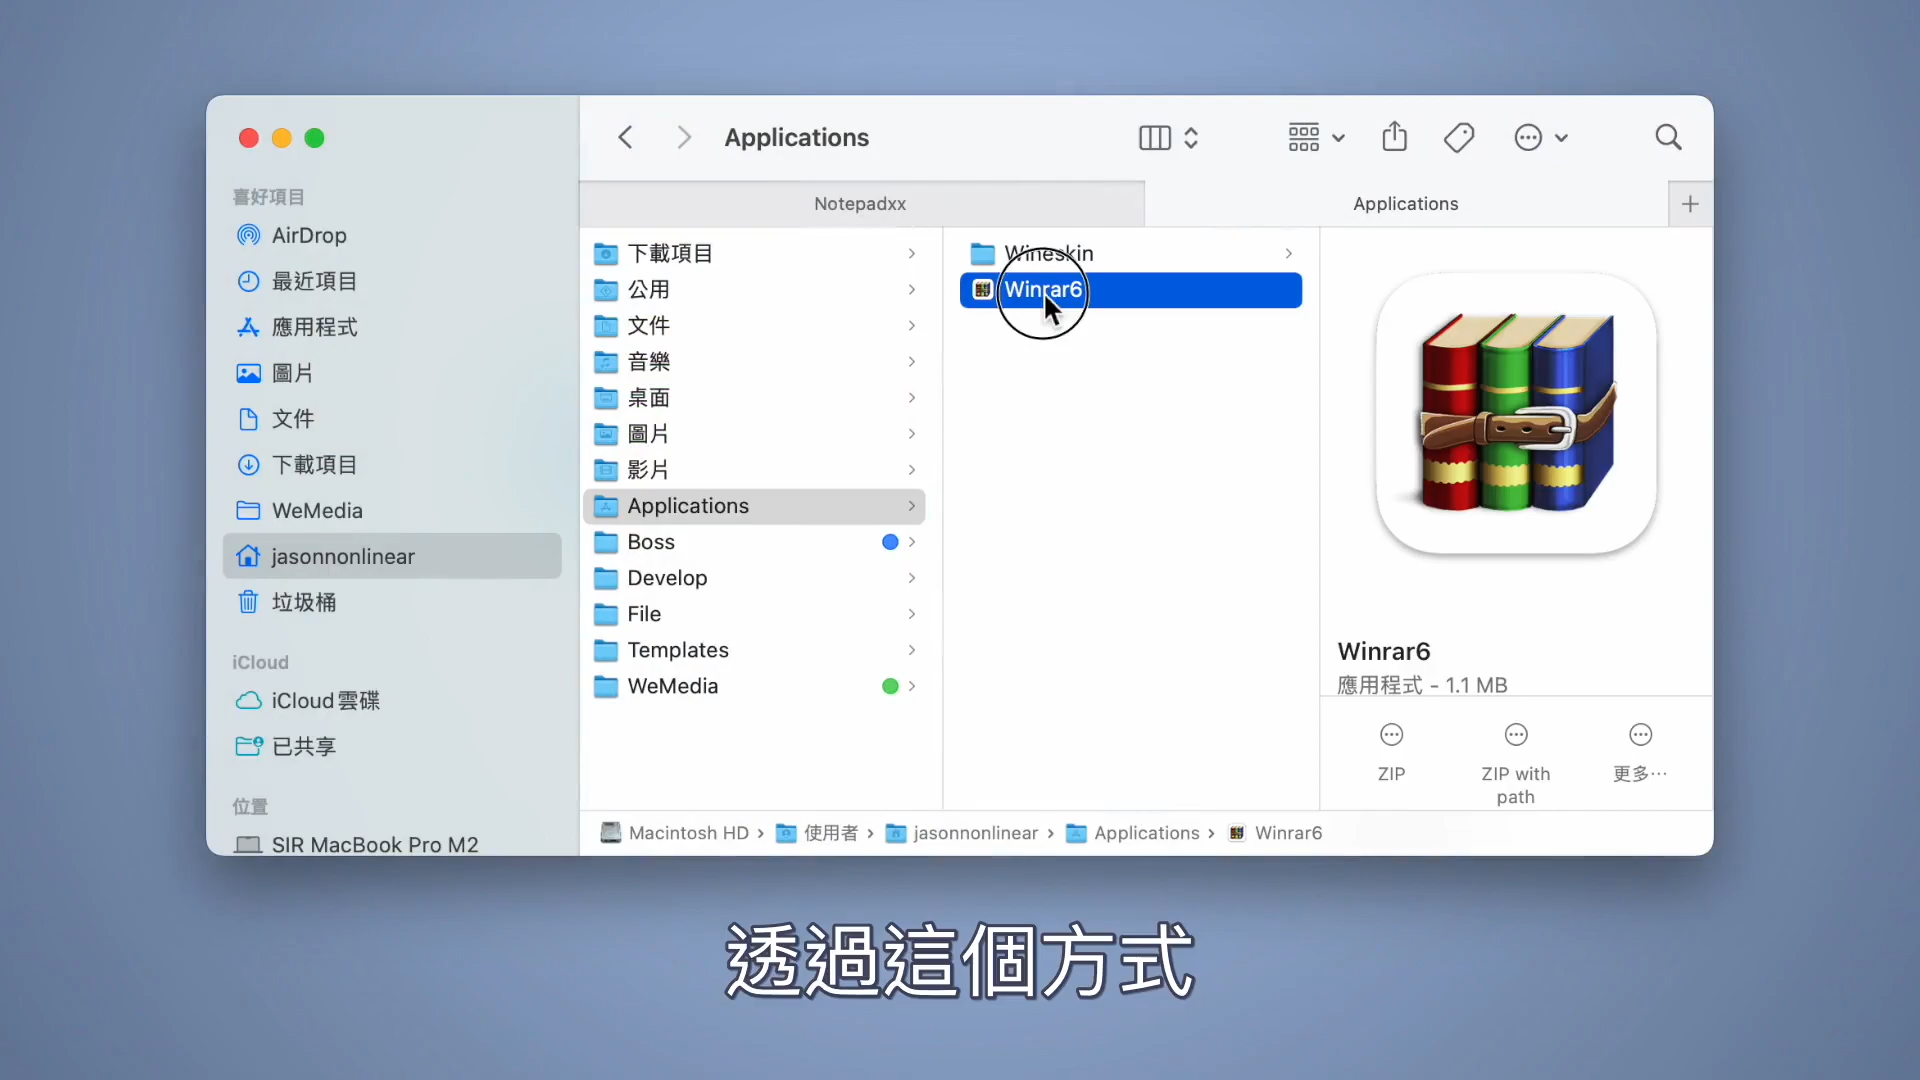 Applications
Notepadxx
Applications
喜好項目
AirDrop
最近項目
應用程式
圖片
文件
下載項目
WeMedia
jasonnonlinear
垃圾桶
iCloud
iCloud雲碟
已共享
位置
SIR MacBook Pro M2
下載項目
公用
文件
音樂
桌面
圖片
影片
Applications
Boss
Develop
File
Templates
WeMedia
Wineskin
Winrar6
Winrar6
應用程式 - 1.1 MB
ZIP
ZIP with
path
更多⋯
Macintosh HD › 使用者 › jasonnonlinear › Applications › Winrar6
透過這個方式